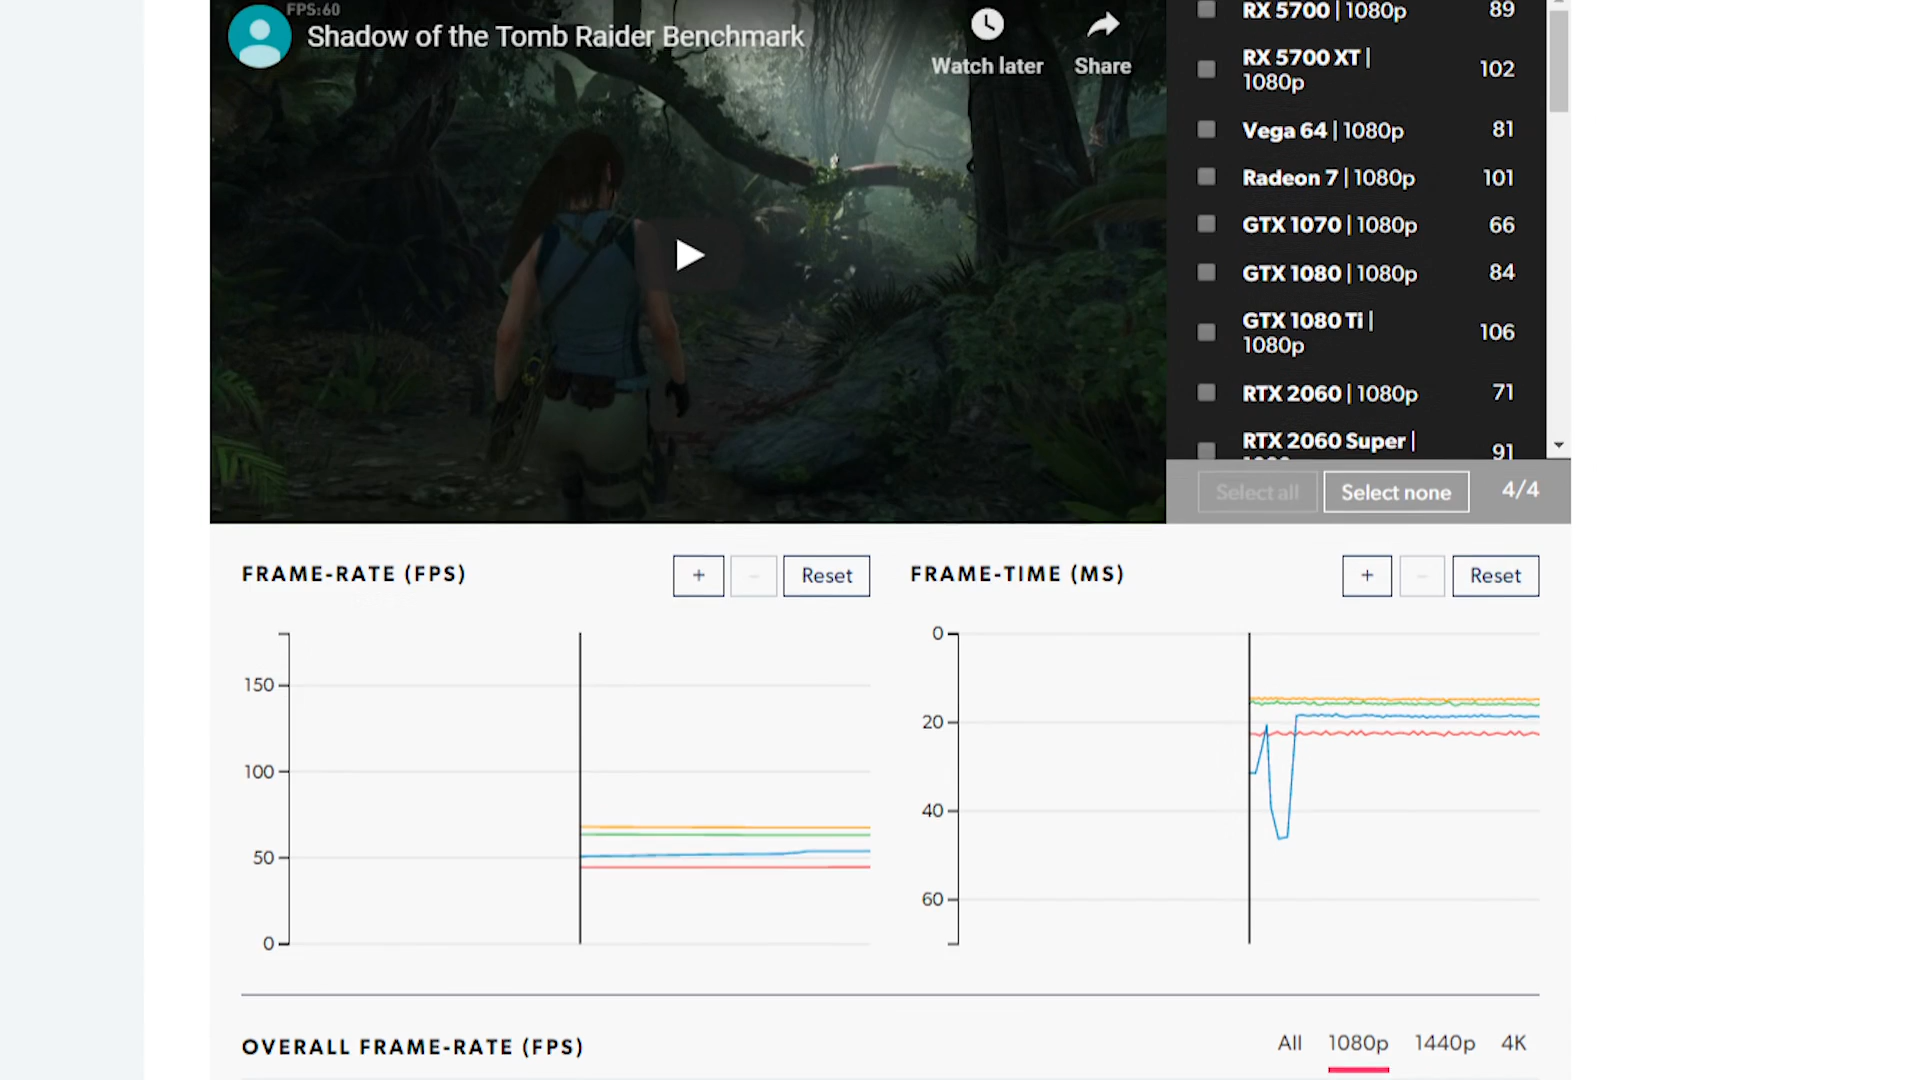 FPS:60
Shadow of the Tomb Raider Benchmark
Watch later
Share
RX 5700 | 1080p 89
RX 5700 XT |
1080p
102
Vega 64 | 1080p 81
Radeon 7 | 1080p 101
GTX 1070 | 1080p 66
GTX 1080 | 1080p 84
GTX 1080 Ti |
1080p
106
RTX 2060 | 1080p 71
RTX 2060 Super |
91
Select all Select none 4/4
FRAME-RATE (FPS)
+ - Reset
150
100
50
0
FRAME-TIME (MS)
+ - Reset
0
20
40
60
OVERALL FRAME-RATE (FPS)
All 1080p 1440p 4K